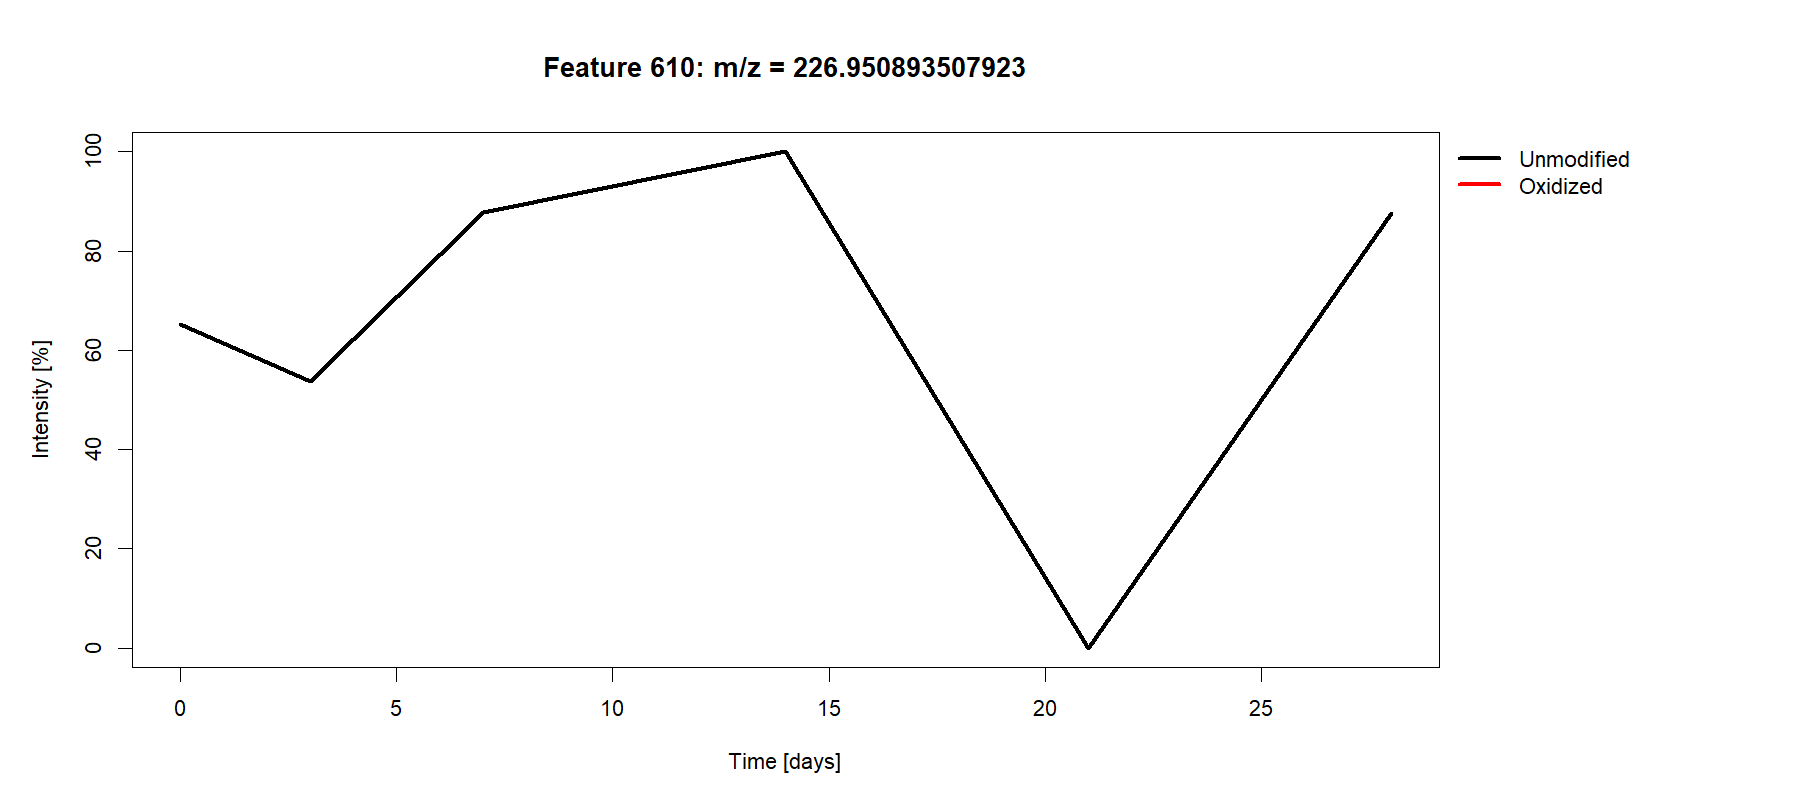 Feature 610: m/z = 226.950893507923
100
80
60
40
20
0
Intensity [%]
0 5 10 15 20 25
Time [days]
Unmodified
Oxidized